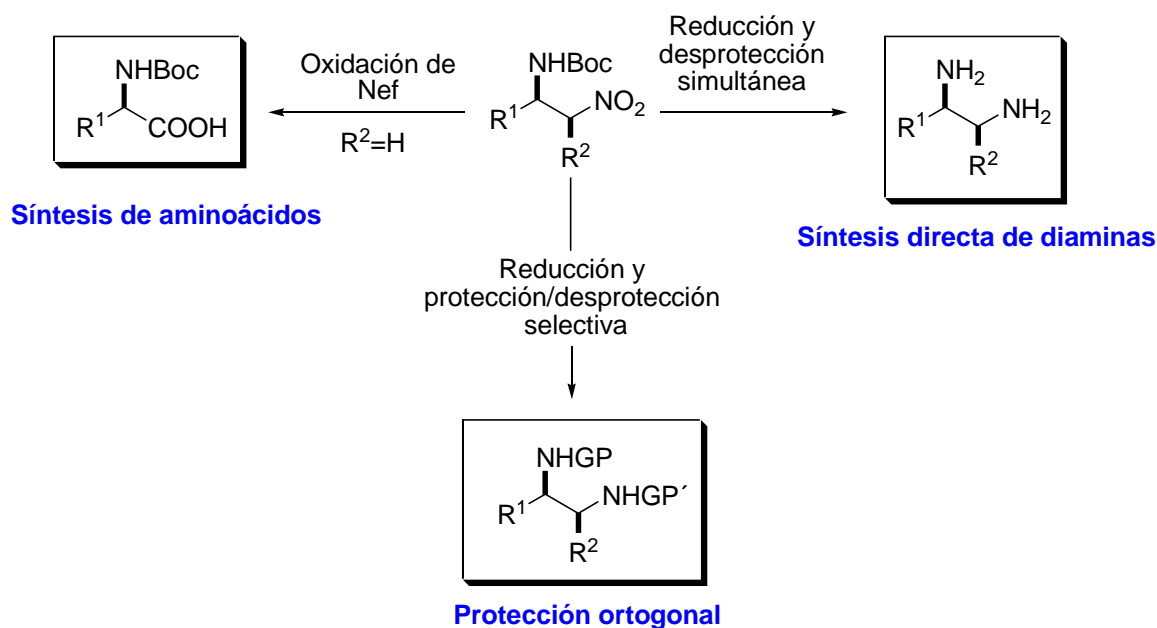 NHBoc
R¹
COOH
Síntesis de aminoácidos
Oxidación de
Nef
R²=H
NHBoc
NO₂
R¹
R²
Reducción y
desprotección
simultánea
NH₂
NH₂
R¹
R²
Síntesis directa de diaminas
Reducción y
protección/desprotección
selectiva
NHGP
NHGP´
R¹
R²
Protección ortogonal